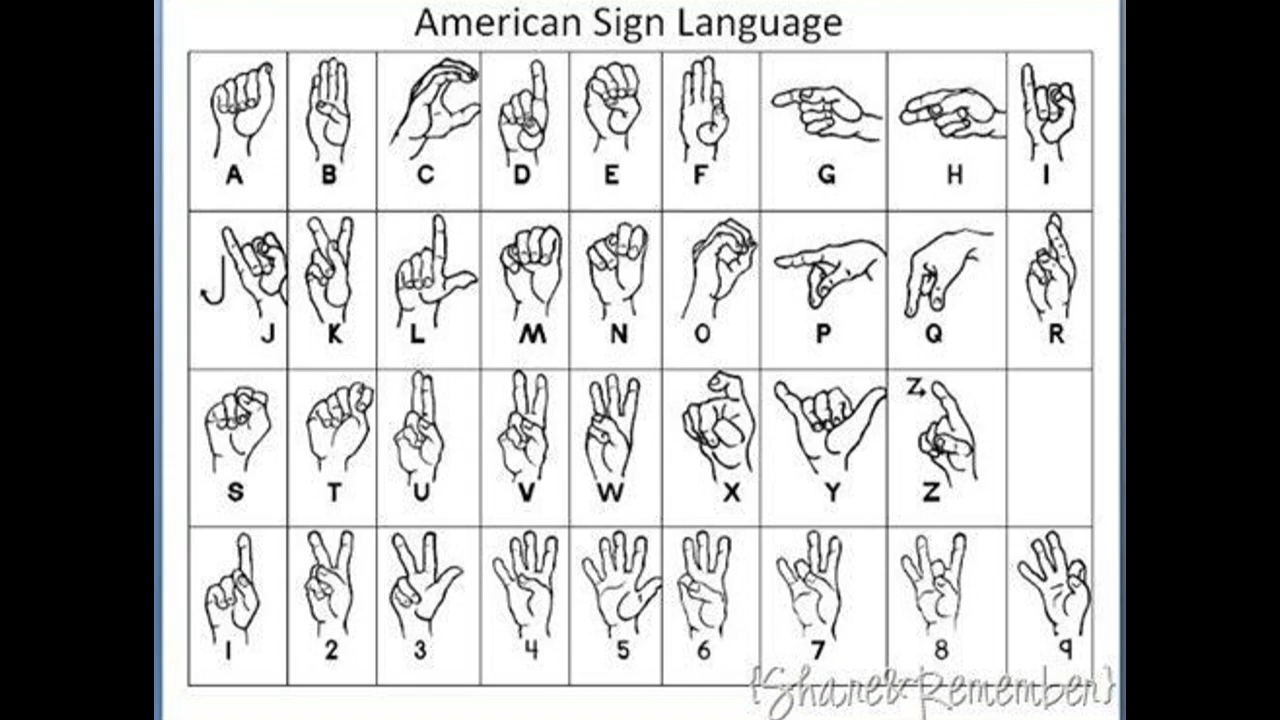 American Sign Language
A B C D E F G H I
J K L M N O P Q R
Z
S T U V W X Y Z
1 2 3 4 5 6 7 8 9
{Share&Remember}